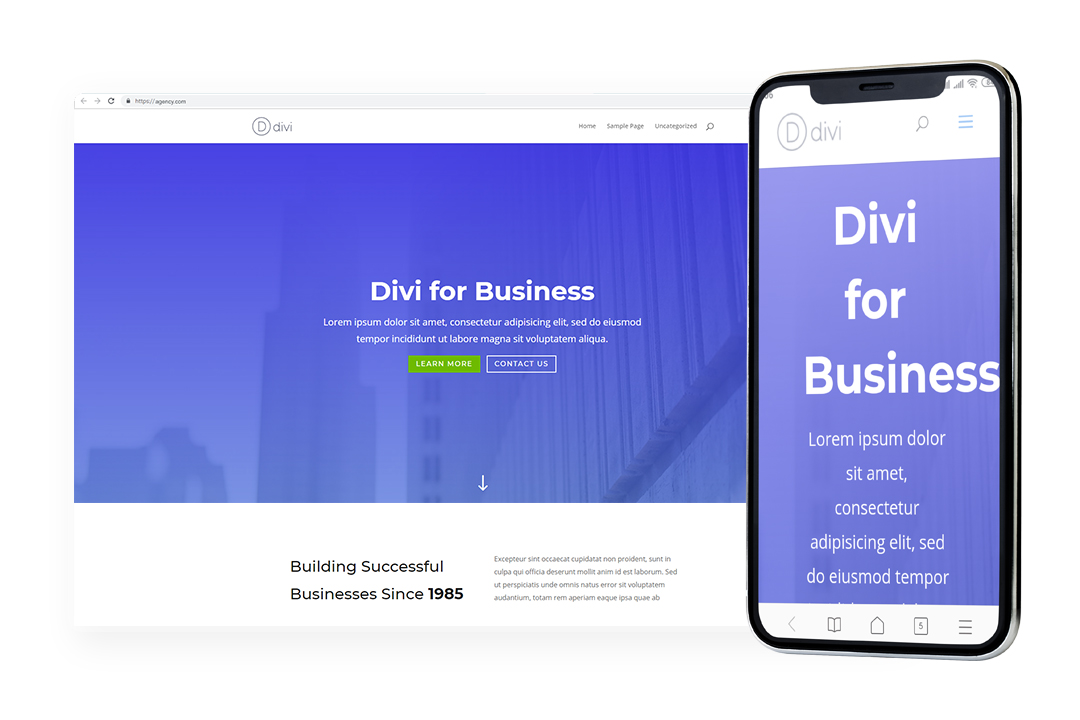 https://agency.com
D divi
Home Sample Page Uncategorized
Divi for Business
Lorem ipsum dolor sit amet, consectetur adipisicing elit, sed do eiusmod
tempor incididunt ut labore magna sit voluptatem aliqua.
LEARN MORE CONTACT US
Building Successful
Businesses Since 1985
Excepteur sint occaecat cupidatat non proident, sunt in
culpa qui officia deserunt mollit anim id est laborum. Sed
ut perspiciatis unde omnis natus error sit voluptatem
audantium, totam rem aperiam eaque ipsa quae ab
D divi
Divi
for
Business
Lorem ipsum dolor
sit amet,
consectetur
adipisicing elit, sed
do eiusmod tempor
5